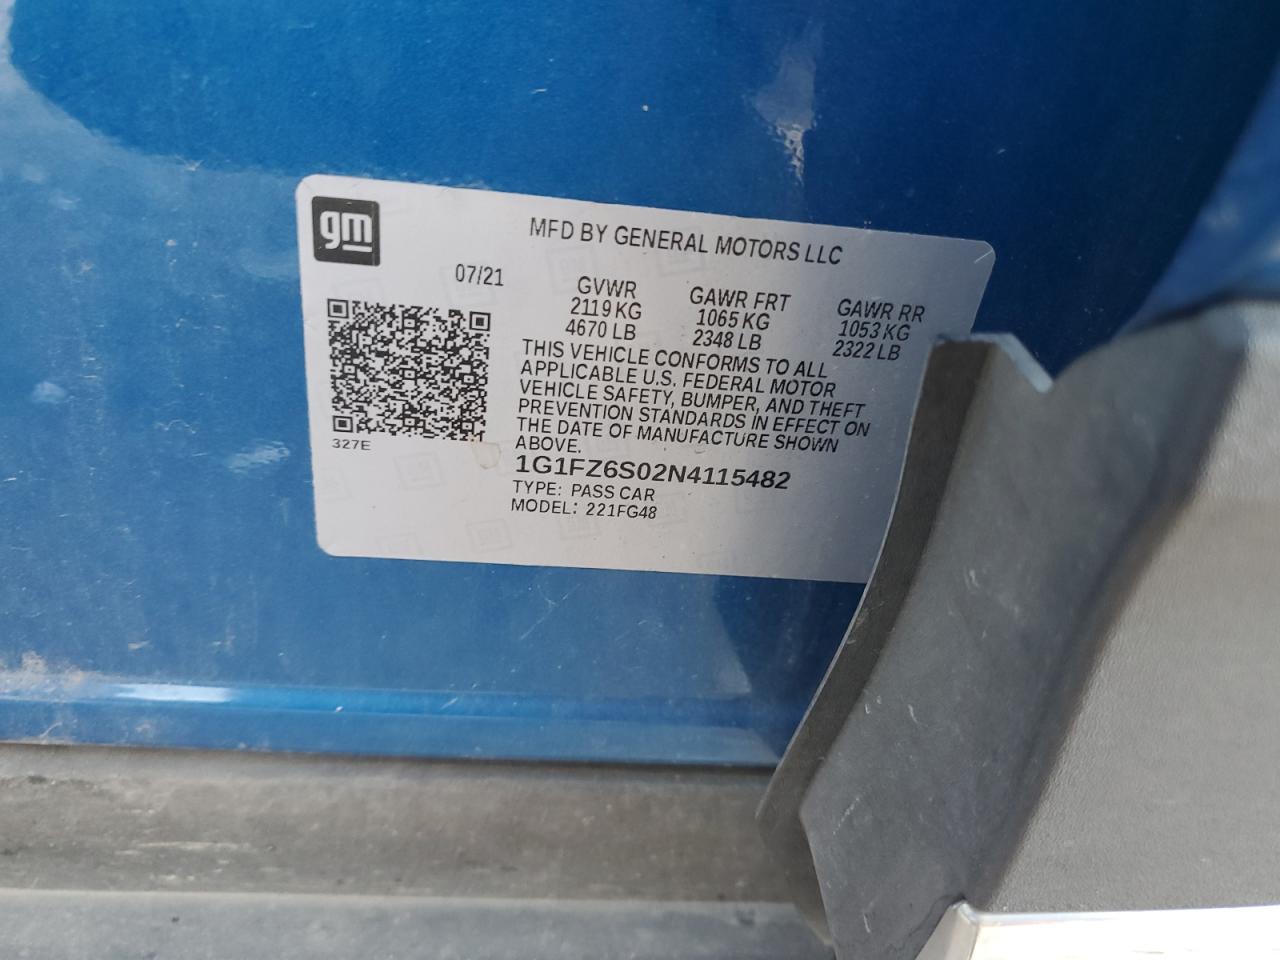 gm
MFD BY GENERAL MOTORS LLC
07/21
GVWR
2119 KG
4670 LB
GAWR FRT
1065 KG
2348 LB
GAWR RR
1053 KG
2322 LB
THIS VEHICLE CONFORMS TO ALL
APPLICABLE U.S. FEDERAL MOTOR
VEHICLE SAFETY, BUMPER, AND THEFT
PREVENTION STANDARDS IN EFFECT ON
THE DATE OF MANUFACTURE SHOWN
ABOVE.
327E
1G1FZ6S02N4115482
TYPE: PASS CAR
MODEL: 221FG48